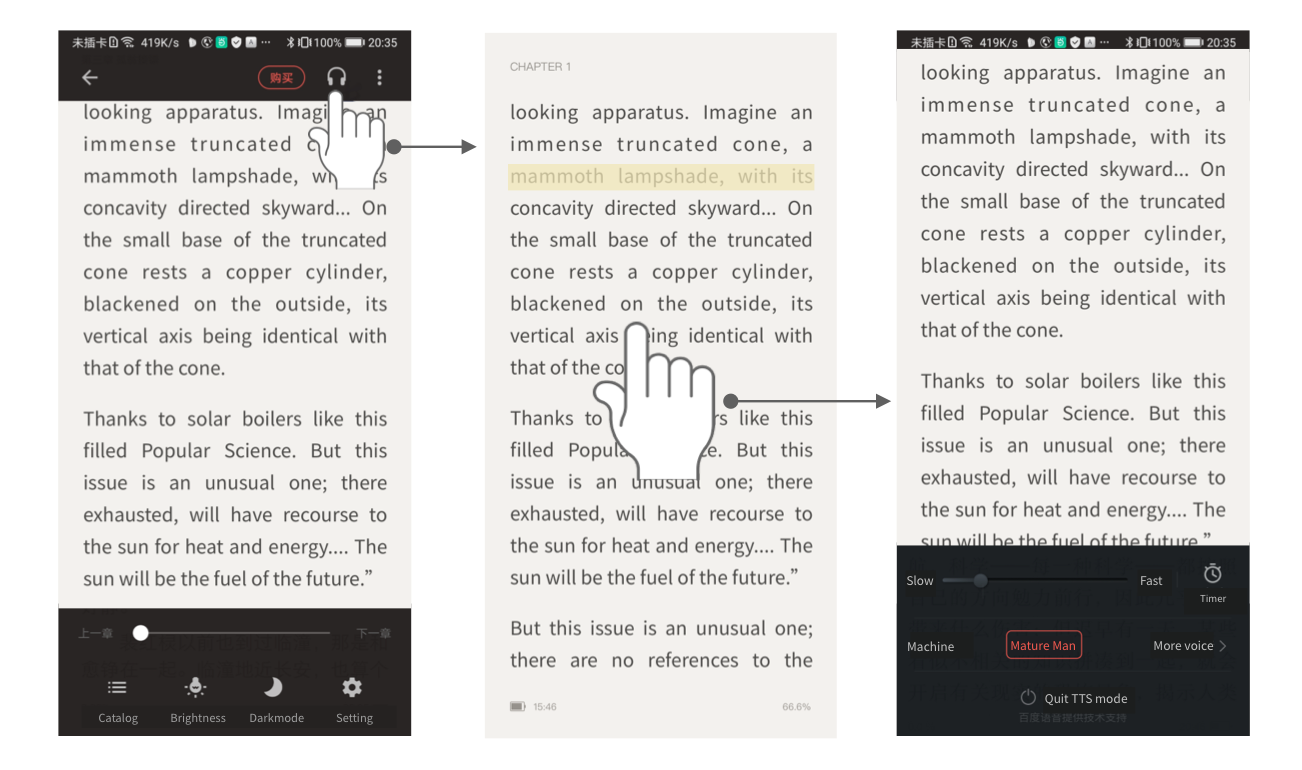 未插卡 419K/s 100% 20:35
购买
looking apparatus. Imagi an
immense truncated c
mammoth lampshade, wi s
concavity directed skyward... On
the small base of the truncated
cone rests a copper cylinder,
blackened on the outside, its
vertical axis being identical with
that of the cone.
Thanks to solar boilers like this
filled Popular Science. But this
issue is an unusual one; there
exhausted, will have recourse to
the sun for heat and energy.... The
sun will be the fuel of the future.”
上一章 下一章
Catalog Brightness Darkmode Setting
CHAPTER 1
looking apparatus. Imagine an
immense truncated cone, a
mammoth lampshade, with its
concavity directed skyward... On
the small base of the truncated
cone rests a copper cylinder,
blackened on the outside, its
vertical axis eing identical with
that of the co
Thanks to rs like this
filled Popula ce. But this
issue is an unusual one; there
exhausted, will have recourse to
the sun for heat and energy.... The
sun will be the fuel of the future.”
But this issue is an unusual one;
there are no references to the
15:46 66.6%
未插卡 419K/s 100% 20:35
looking apparatus. Imagine an
immense truncated cone, a
mammoth lampshade, with its
concavity directed skyward... On
the small base of the truncated
cone rests a copper cylinder,
blackened on the outside, its
vertical axis being identical with
that of the cone.
Thanks to solar boilers like this
filled Popular Science. But this
issue is an unusual one; there
exhausted, will have recourse to
the sun for heat and energy.... The
sun will be the fuel of the future.”
Slow Fast
Timer
Machine Mature Man More voice
Quit TTS mode
百度语音提供技术支持